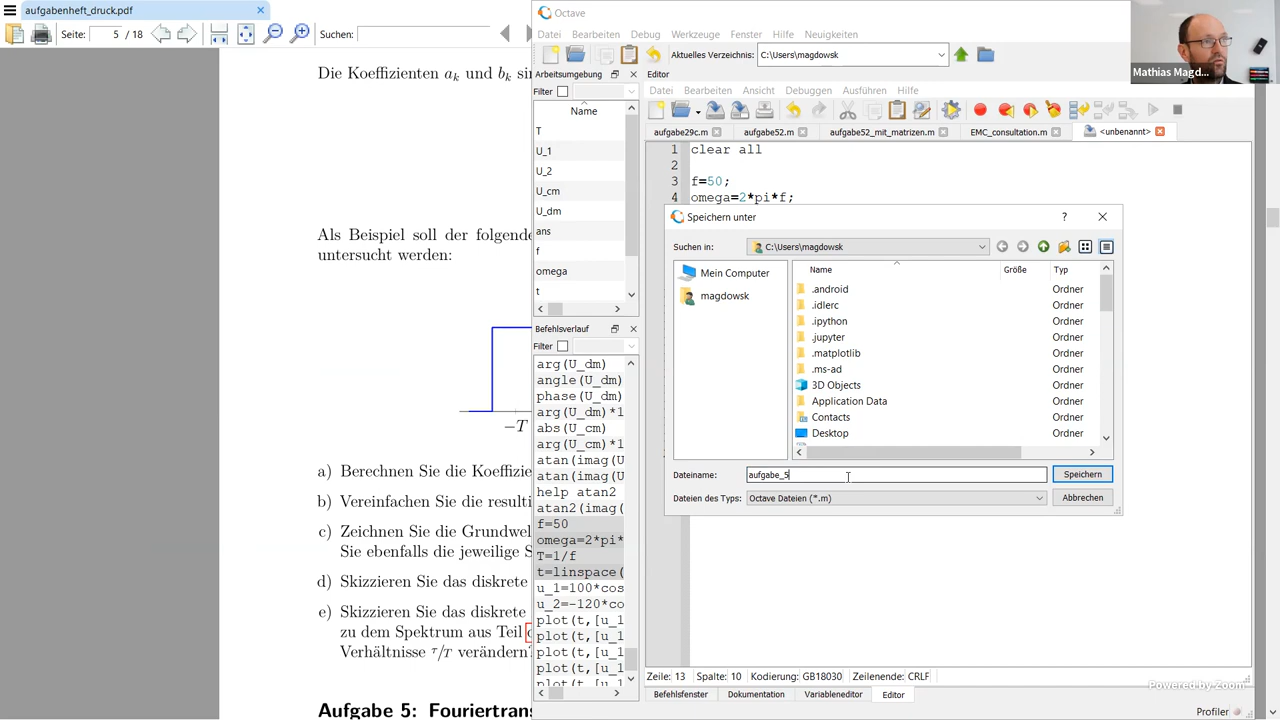 aufgabenheft_druck.pdf
Seite: 5 / 18
Suchen:
Die Koeffizienten ak und bk
Als Beispiel soll der folgende
untersucht werden:
−T
a) Berechnen Sie die Koeffizie
b) Vereinfachen Sie die result
c) Zeichnen Sie die Grundwel
Sie ebenfalls die jeweilige S
d) Skizzieren Sie das diskrete
e) Skizzieren Sie das diskrete
zu dem Spektrum aus Teil
Verhältnisse τ/T verändern?
Aufgabe 5: Fouriertran
Octave
Datei Bearbeiten Debug Werkzeuge Fenster Hilfe Neuigkeiten
Aktuelles Verzeichnis: C:\Users\magdowsk
Arbeitsumgebung
Filter
Name
T
U_1
U_2
U_cm
U_dm
ans
f
omega
t
Befehlsverlauf
Filter
arg(U_dm)
angle(U_dm)
phase(U_dm)
arg(U_dm)*1
abs(U_cm)
arg(U_cm)*1
atan(imag(U
atan(imag(U
help atan2
atan2(imag(
f=50
omega=2*pi*
T=1/f
t=linspace(
u_1=100*cos
u_2=-120*co
plot(t,[u_1
plot(t,[u_1
plot(t,[u_1
plot(t,[u_1
plot(t,[u_1
Editor
Datei Bearbeiten Ansicht Debuggen Ausführen Hilfe
aufgabe29c.m aufgabe52.m aufgabe52_mit_matrizen.m EMC_consultation.m <unbenannt>
1 clear all
2
3 f=50;
4 omega=2*pi*f;
Speichern unter
? 
Suchen in: C:\Users\magdowsk
Mein Computer
magdowsk
Name Größe Typ
.android Ordner
.idlerc Ordner
.ipython Ordner
.jupyter Ordner
.matplotlib Ordner
.ms-ad Ordner
3D Objects Ordner
Application Data Ordner
Contacts Ordner
Desktop Ordner
Dateiname: aufgabe_5 Speichern
Dateien des Typs: Octave Dateien (*.m) Abbrechen
Zeile: 13 Spalte: 10 Kodierung: GB18030 Zeilenende: CRLF
Befehlsfenster Dokumentation Variableneditor Editor
Profiler
Mathias Magd...
Powered by Zoom